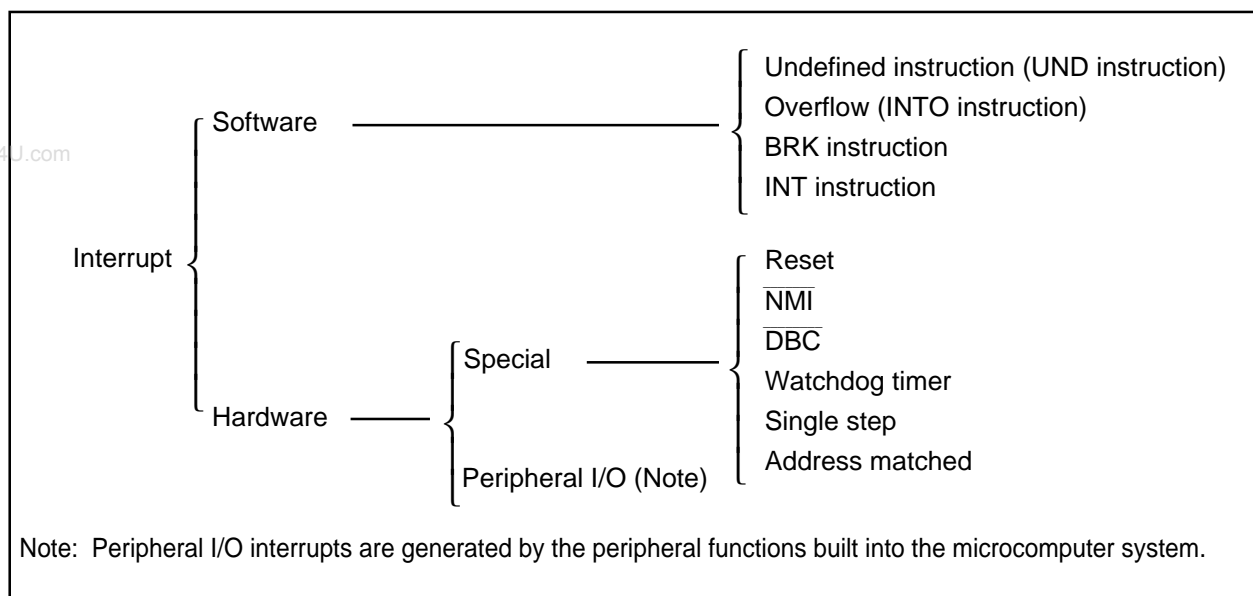 Undefined instruction (UND instruction)
Software
Overflow (INTO instruction)
4U.com
BRK instruction
INT instruction
Interrupt
Reset
NMI
DBC
Special
Watchdog timer
Hardware
Single step
Address matched
Peripheral I/O (Note)
Note: Peripheral I/O interrupts are generated by the peripheral functions built into the microcomputer system.